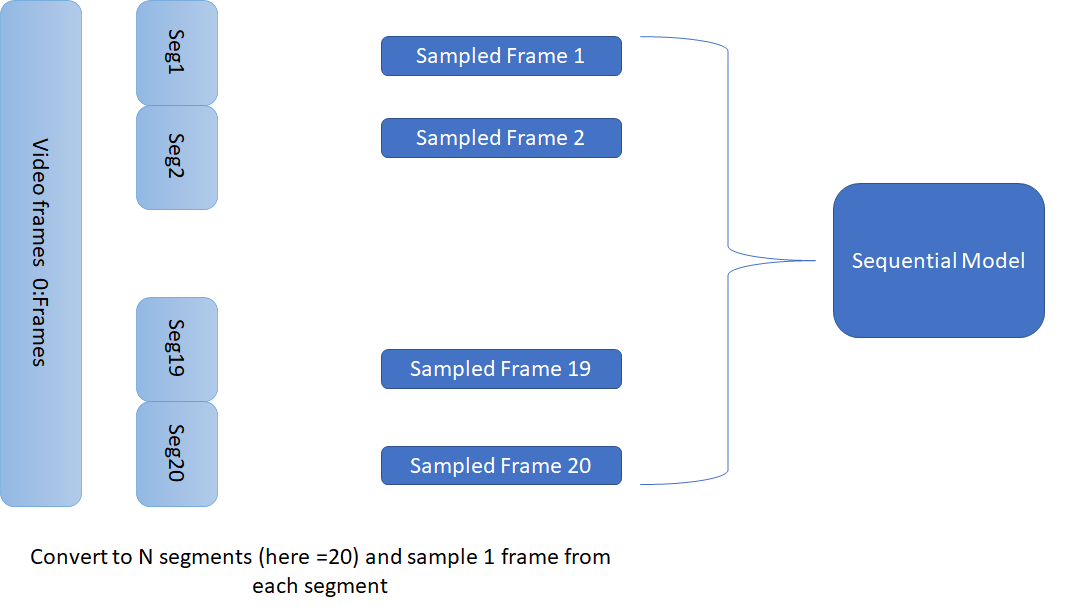 Video frames 0:Frames
Seg1
Seg2
Seg19
Seg20
Sampled Frame 1
Sampled Frame 2
Sampled Frame 19
Sampled Frame 20
Sequential Model
Convert to N segments (here =20) and sample 1 frame from
each segment